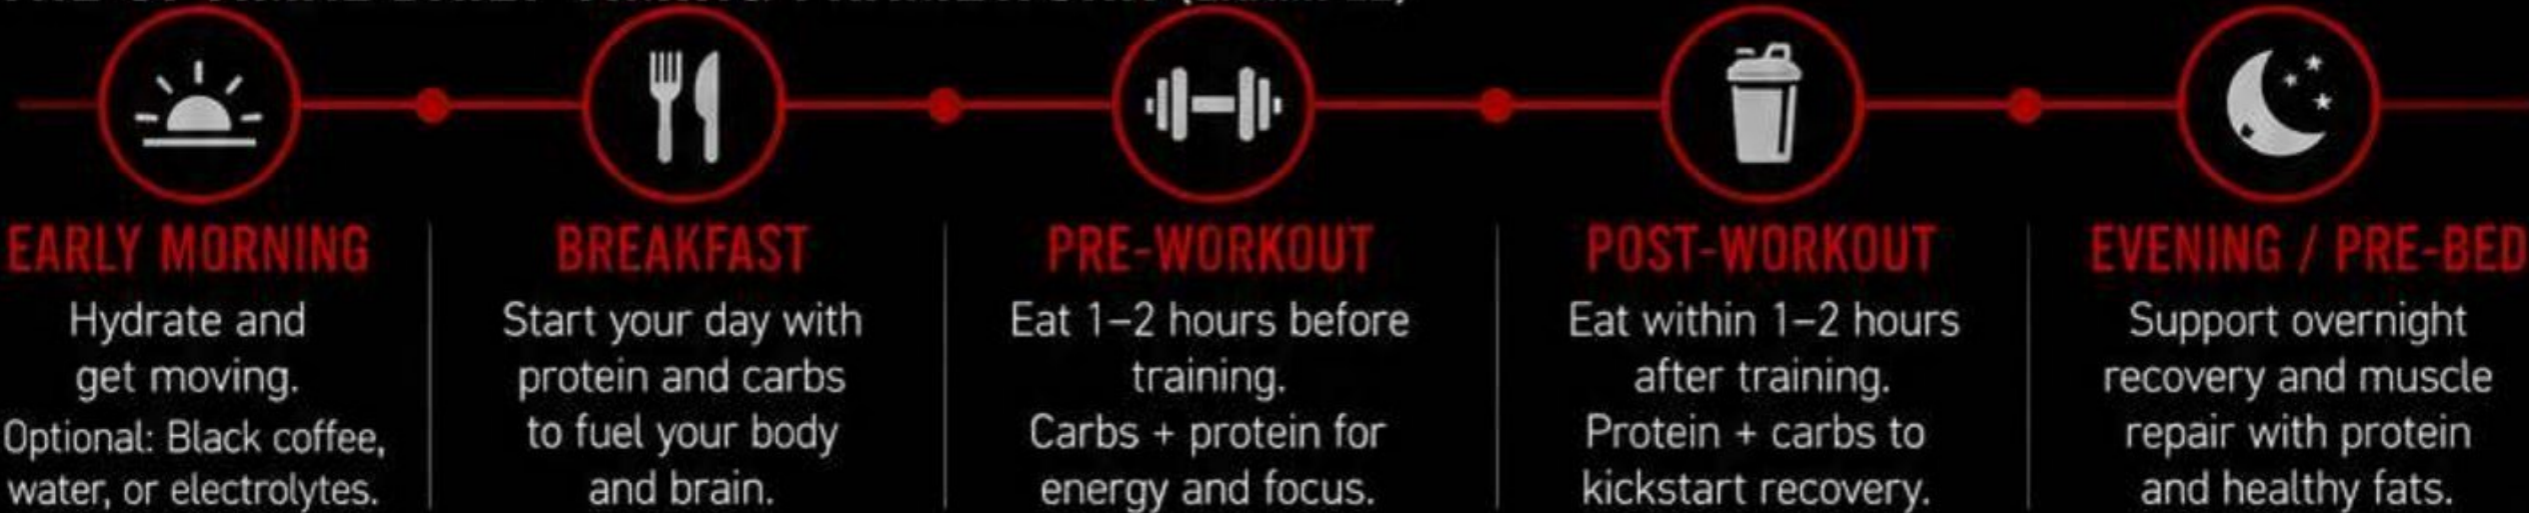 EARLY MORNING
Hydrate and
get moving.
Optional: Black coffee,
water, or electrolytes.
BREAKFAST
Start your day with
protein and carbs
to fuel your body
and brain.
PRE-WORKOUT
Eat 1–2 hours before
training.
Carbs + protein for
energy and focus.
POST-WORKOUT
Eat within 1–2 hours
after training.
Protein + carbs to
kickstart recovery.
EVENING / PRE-BED
Support overnight
recovery and muscle
repair with protein
and healthy fats.